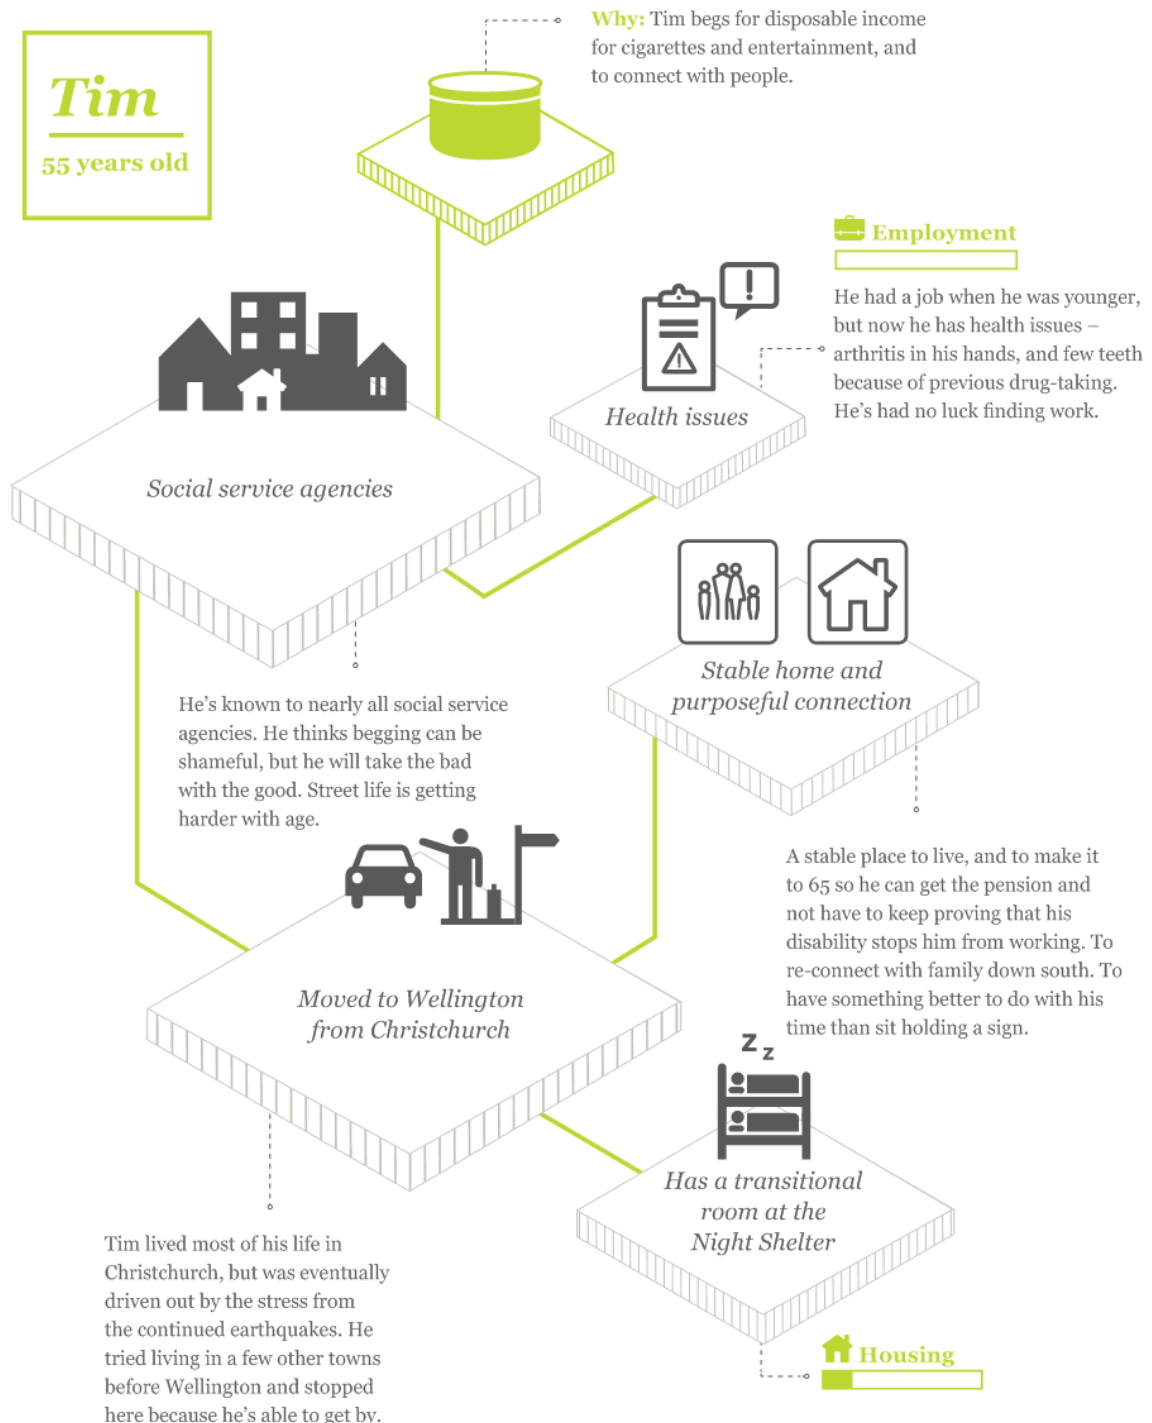 Tim
55 years old
Why: Tim begs for disposable income
for cigarettes and entertainment, and
to connect with people.
Employment
He had a job when he was younger,
but now he has health issues –
arthritis in his hands, and few teeth
because of previous drug-taking.
He’s had no luck finding work.
Health issues
Social service agencies
He’s known to nearly all social service
agencies. He thinks begging can be
shameful, but he will take the bad
with the good. Street life is getting
harder with age.
Stable home and
purposeful connection
A stable place to live, and to make it
to 65 so he can get the pension and
not have to keep proving that his
disability stops him from working. To
re-connect with family down south. To
have something better to do with his
time than sit holding a sign.
Moved to Wellington
from Christchurch
Tim lived most of his life in
Christchurch, but was eventually
driven out by the stress from
the continued earthquakes. He
tried living in a few other towns
before Wellington and stopped
here because he’s able to get by.
Z z
Has a transitional
room at the
Night Shelter
Housing